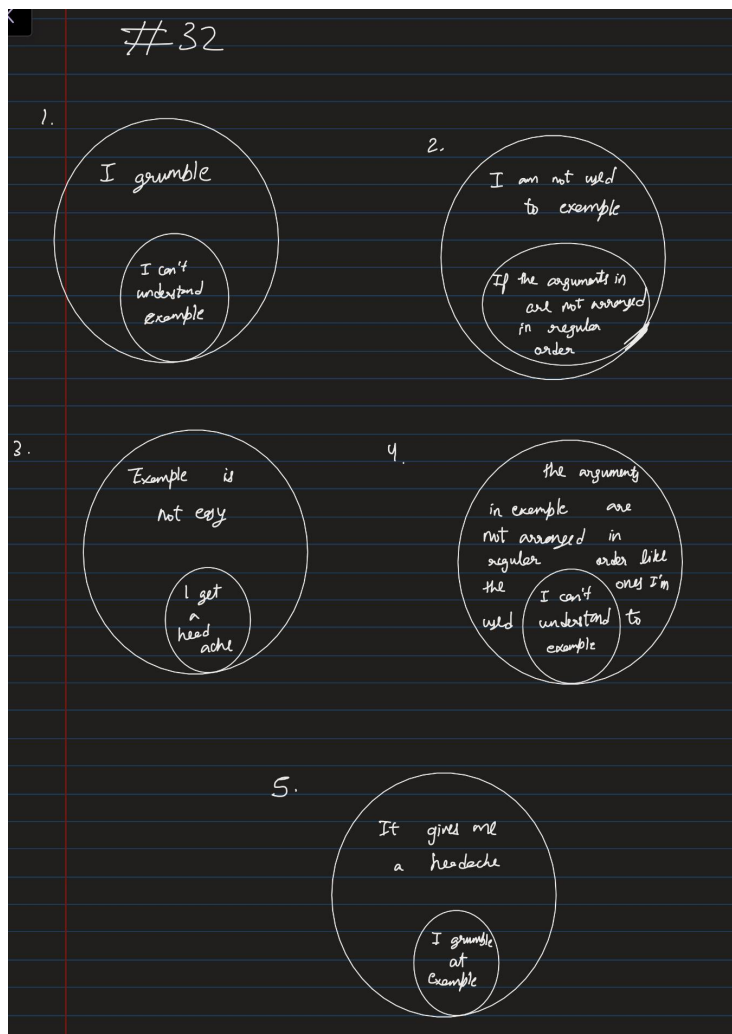 #32
1.
I grumble
I can't
understand
example
2.
I am not used
to example
If the arguments in
are not arranged
in regular
order
3.
Example is
not easy
I get
a
head
ache
4.
the arguments
in example are
not arranged in
regular order like
the ones I'm
used to
I can't
understand
example
5.
It gives me
a headache
I grumble
at
Example